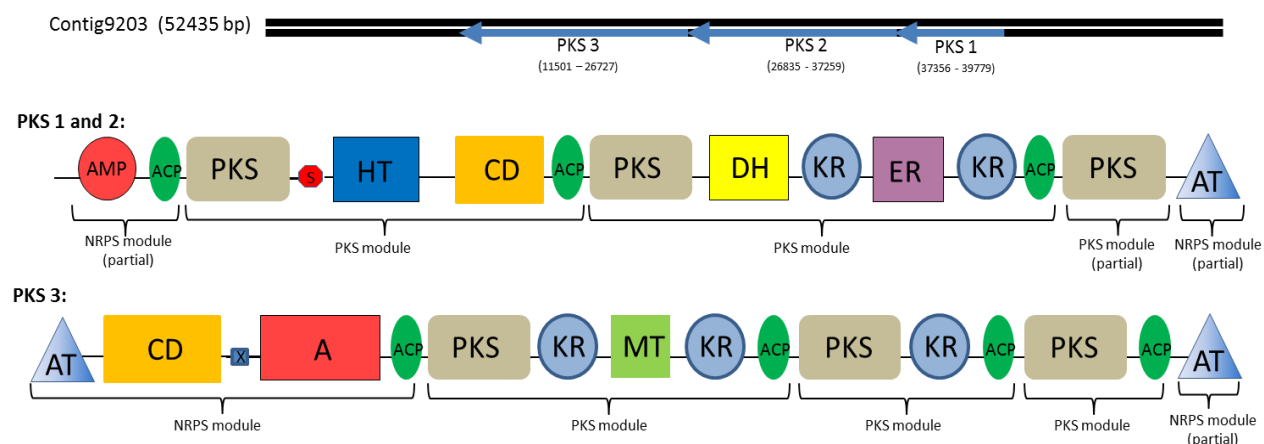 Contig9203 (52435 bp)
PKS 3 PKS 2 PKS 1
(11501 – 26727) (26835 - 37259) (37356 - 39779)
PKS 1 and 2:
AMP ACP PKS S HT CD ACP PKS DH KR ER KR ACP PKS AT
NRPS module PKS module PKS module PKS module NRPS module
(partial) (partial) (partial)
PKS 3:
AT CD X A ACP PKS KR MT KR ACP PKS KR ACP PKS ACP AT
NRPS module PKS module PKS module PKS module NRPS module
(partial)